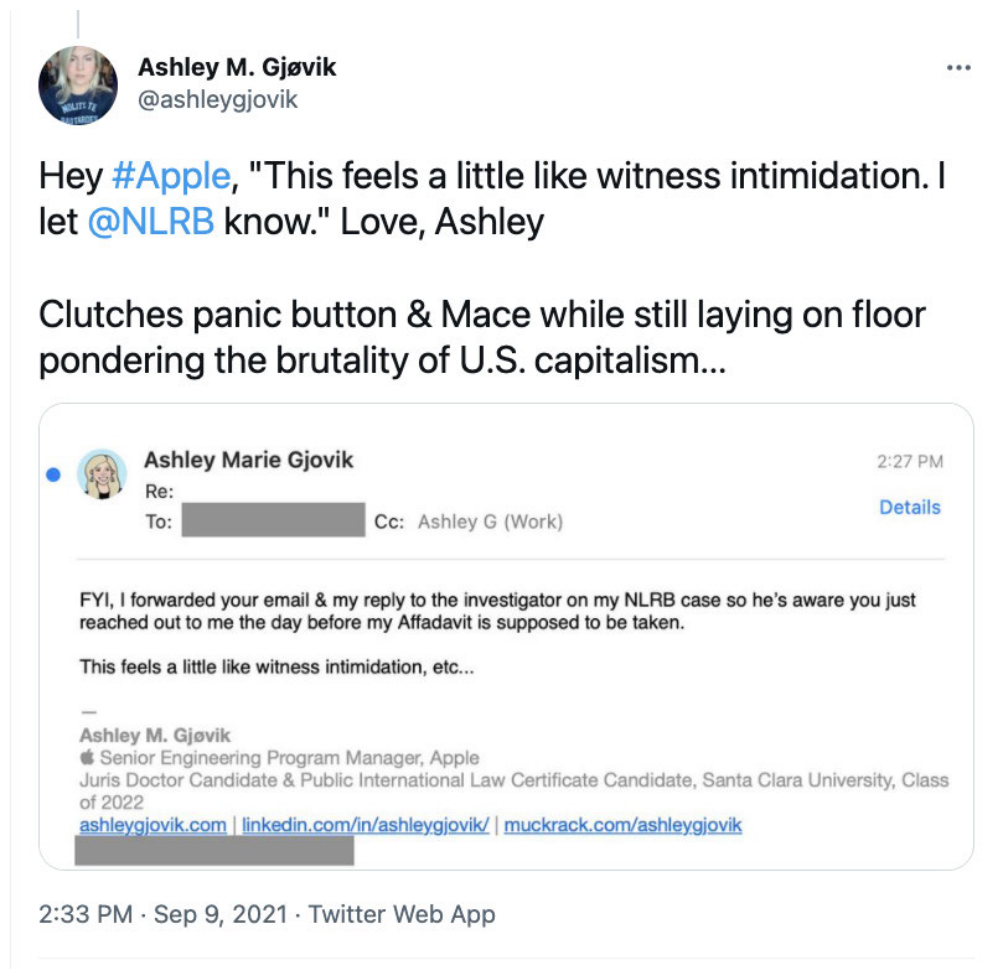 Ashley M. Gjøvik
@ashleygjovik
Hey #Apple, "This feels a little like witness intimidation. I
let @NLRB know." Love, Ashley
Clutches panic button & Mace while still laying on floor
pondering the brutality of U.S. capitalism...
Ashley Marie Gjovik
2:27 PM
Re:
Details
To:
Cc: Ashley G (Work)
FYI, I forwarded your email & my reply to the investigator on my NLRB case so he's aware you just
reached out to me the day before my Affadavit is supposed to be taken.
This feels a little like witness intimidation, etc...
—
Ashley M. Gjøvik
Senior Engineering Program Manager, Apple
Juris Doctor Candidate & Public International Law Certificate Candidate, Santa Clara University, Class
of 2022
ashleygjovik.com | linkedin.com/in/ashleygjovik/ | muckrack.com/ashleygjovik
2:33 PM · Sep 9, 2021 · Twitter Web App